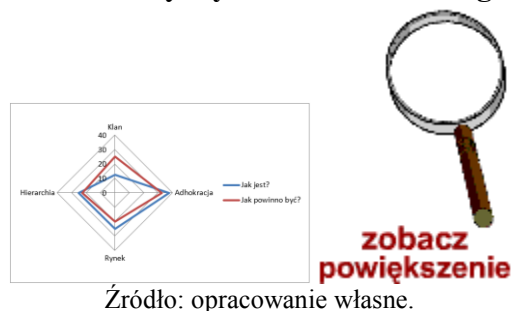 Klan
40
30
20
10
0
Hierarchia
Adhokracja
Rynek
Jak jest?
Jak powinno być?
zobacz
powiększenie
Źródło: opracowanie własne.